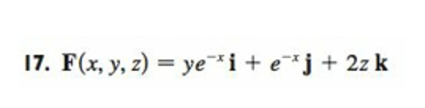 17. F(x, y, z) = ye⁻ˣ i + e⁻ˣ j + 2z k